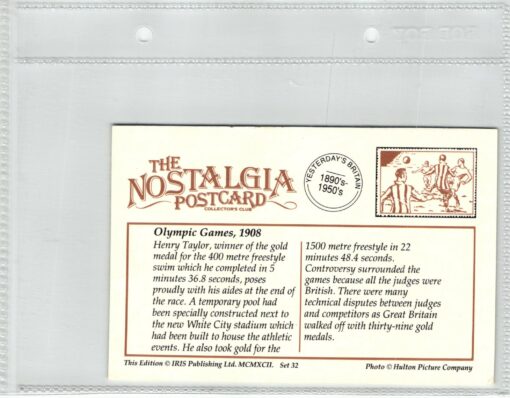 THE
NOSTALGIA
POSTCARD
COLLECTOR'S CLUB
YESTERDAY'S BRITAIN
1890's-
1950's
Olympic Games, 1908
Henry Taylor, winner of the gold
medal for the 400 metre freestyle
swim which he completed in 5
minutes 36.8 seconds, poses
proudly with his aides at the end of
the race. A temporary pool had
been specially constructed next to
the new White City stadium which
had been built to house the athletic
events. He also took gold for the
1500 metre freestyle in 22
minutes 48.4 seconds.
Controversy surrounded the
games because all the judges were
British. There were many
technical disputes between judges
and competitors as Great Britain
walked off with thirty-nine gold
medals.
This Edition © IRIS Publishing Ltd. MCMXCII. Set 32
Photo © Hulton Picture Company